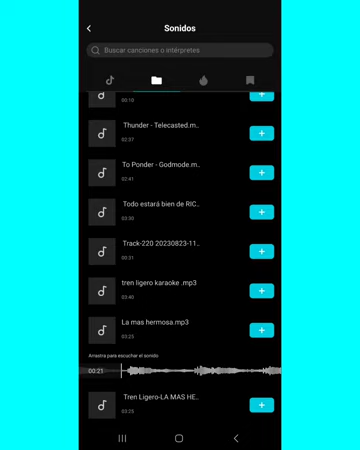 Sonidos
Buscar canciones o intérpretes
00:10
Thunder - Telecasted.m..
02:37
To Ponder - Godmode.m..
02:41
Todo estará bien de RIC..
03:30
Track-220 20230823-11..
00:31
tren ligero karaoke .mp3
03:40
La mas hermosa.mp3
03:25
Arrastra para escuchar el sonido
00:21
Tren Ligero-LA MAS HE..
03:25